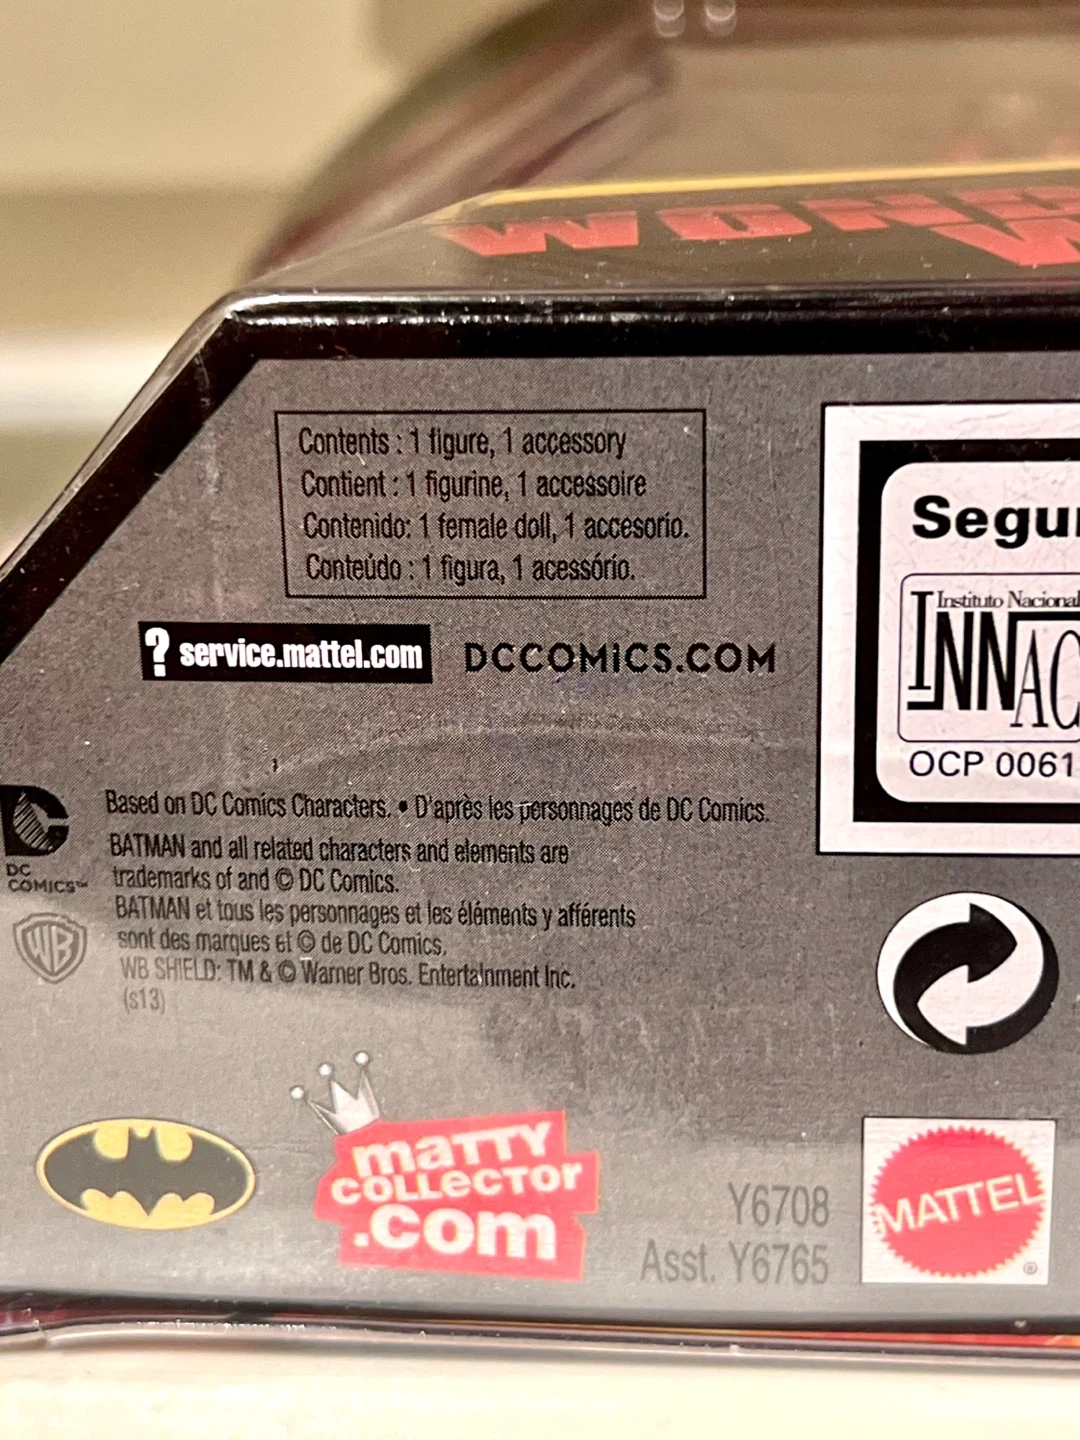 Contents : 1 figure, 1 accessory
Contient : 1 figurine, 1 accessoire
Contenido: 1 female doll, 1 accesorio.
Conteúdo : 1 figura, 1 acessório.
? service.mattel.com
DCCOMICS.COM
Instituto Nacional
INNAC
OCP 0061
DC
COMICS™
Based on DC Comics Characters. • D'après les personnages de DC Comics.
BATMAN and all related characters and elements are
trademarks of and © DC Comics.
BATMAN et tous les personnages et les éléments y afférents
sont des marques et © de DC Comics.
WB SHIELD: TM & © Warner Bros. Entertainment Inc.
(s13)
WB
matty
collector
.com
Y6708
Asst. Y6765
MATTEL
®